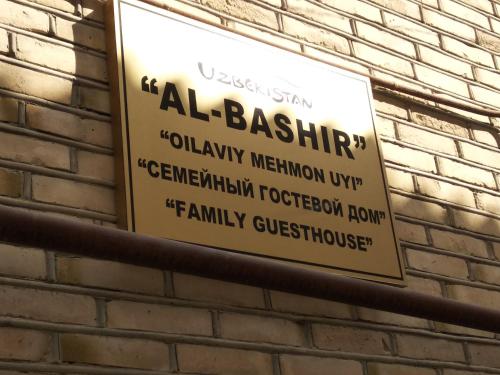 UZBEKISTAN
“AL-BASHIR”
“OILAVIY MEHMON UYI”
“СЕМЕЙНЫЙ ГОСТЕВОЙ ДОМ”
“FAMILY GUESTHOUSE”